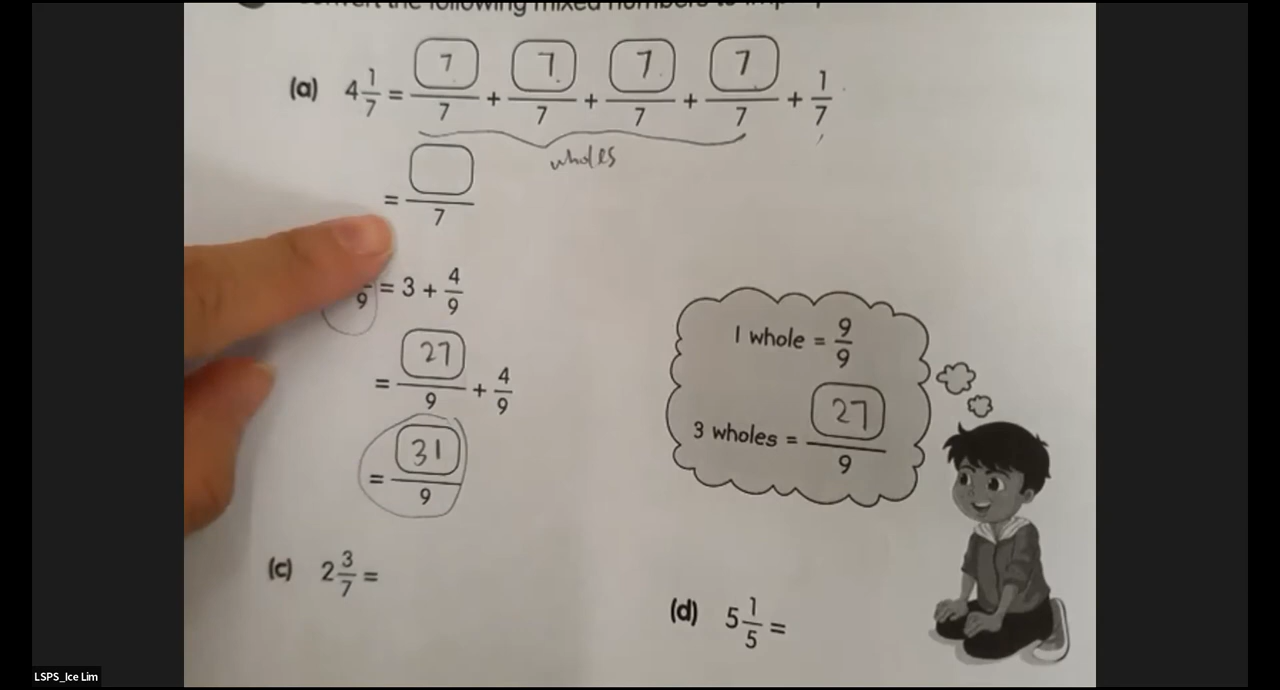 (a) 4 1/7 = 7/7 + 7/7 + 7/7 + 7/7 + 1/7
wholes
= /7
9 = 3 + 4/9
= 27/9 + 4/9
= 31/9
1 whole = 9/9
3 wholes = 27/9
(c) 2 3/7 =
(d) 5 1/5 =
LSPS_Ice Lim